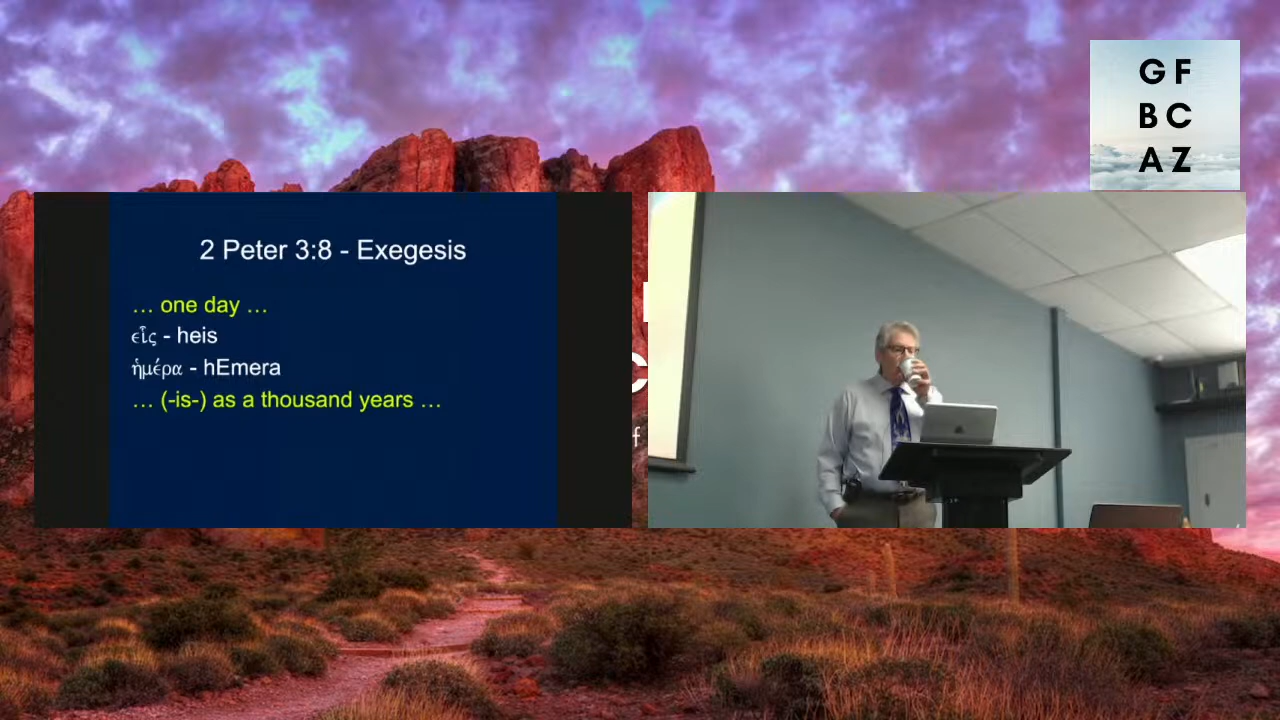 G F
B C
A Z
2 Peter 3:8 - Exegesis
… one day …
εἷς - heis
ἡμέρα - hEmera
… (-is-) as a thousand years …